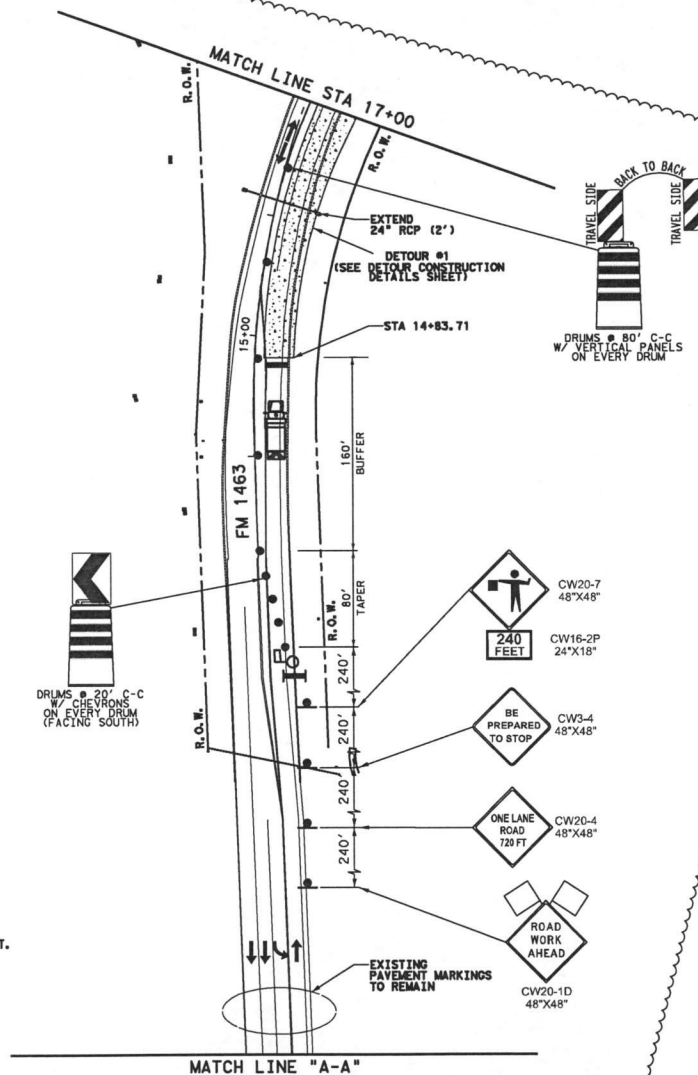 MATCH LINE STA 17+00
R.O.W.
R.O.W.
BACK TO BACK
TRAVEL SIDE
TRAVEL SIDE
EXTEND
24" RCP (2')
DETOUR #1
(SEE DETOUR CONSTRUCTION
DETAILS SHEET)
DRUMS @ 80' C-C
W/ VERTICAL PANELS
ON EVERY DRUM
15+00
STA 14+83.71
160'
BUFFER
FM 1463
80'
TAPER
DRUMS @ 20' C-C
W/ CHEVRONS
ON EVERY DRUM
(FACING SOUTH)
R.O.W.
R.O.W.
240'
240'
240'
240'
CW20-7
48"X48"
240
FEET
CW16-2P
24"X18"
BE
PREPARED
TO STOP
CW3-4
48"X48"
ONE LANE
ROAD
720 FT
CW20-4
48"X48"
ROAD
WORK
AHEAD
CW20-1D
48"X48"
T.
EXISTING
PAVEMENT MARKINGS
TO REMAIN
MATCH LINE "A-A"